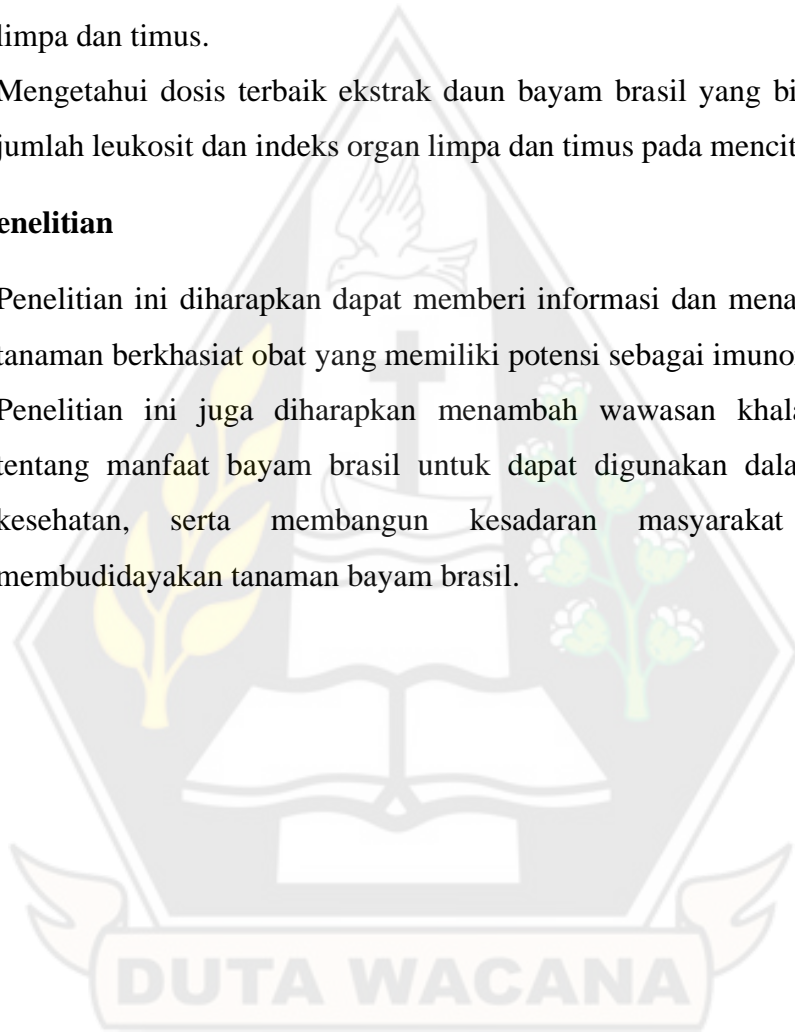 limpa dan timus.
Mengetahui dosis terbaik ekstrak daun bayam brasil yang bi
jumlah leukosit dan indeks organ limpa dan timus pada mencit
enelitian
Penelitian ini diharapkan dapat memberi informasi dan mena
tanaman berkhasiat obat yang memiliki potensi sebagai imuno
Penelitian ini juga diharapkan menambah wawasan khala
tentang manfaat bayam brasil untuk dapat digunakan dala
kesehatan, serta membangun kesadaran masyarakat
membudidayakan tanaman bayam brasil.
DUTA WACANA